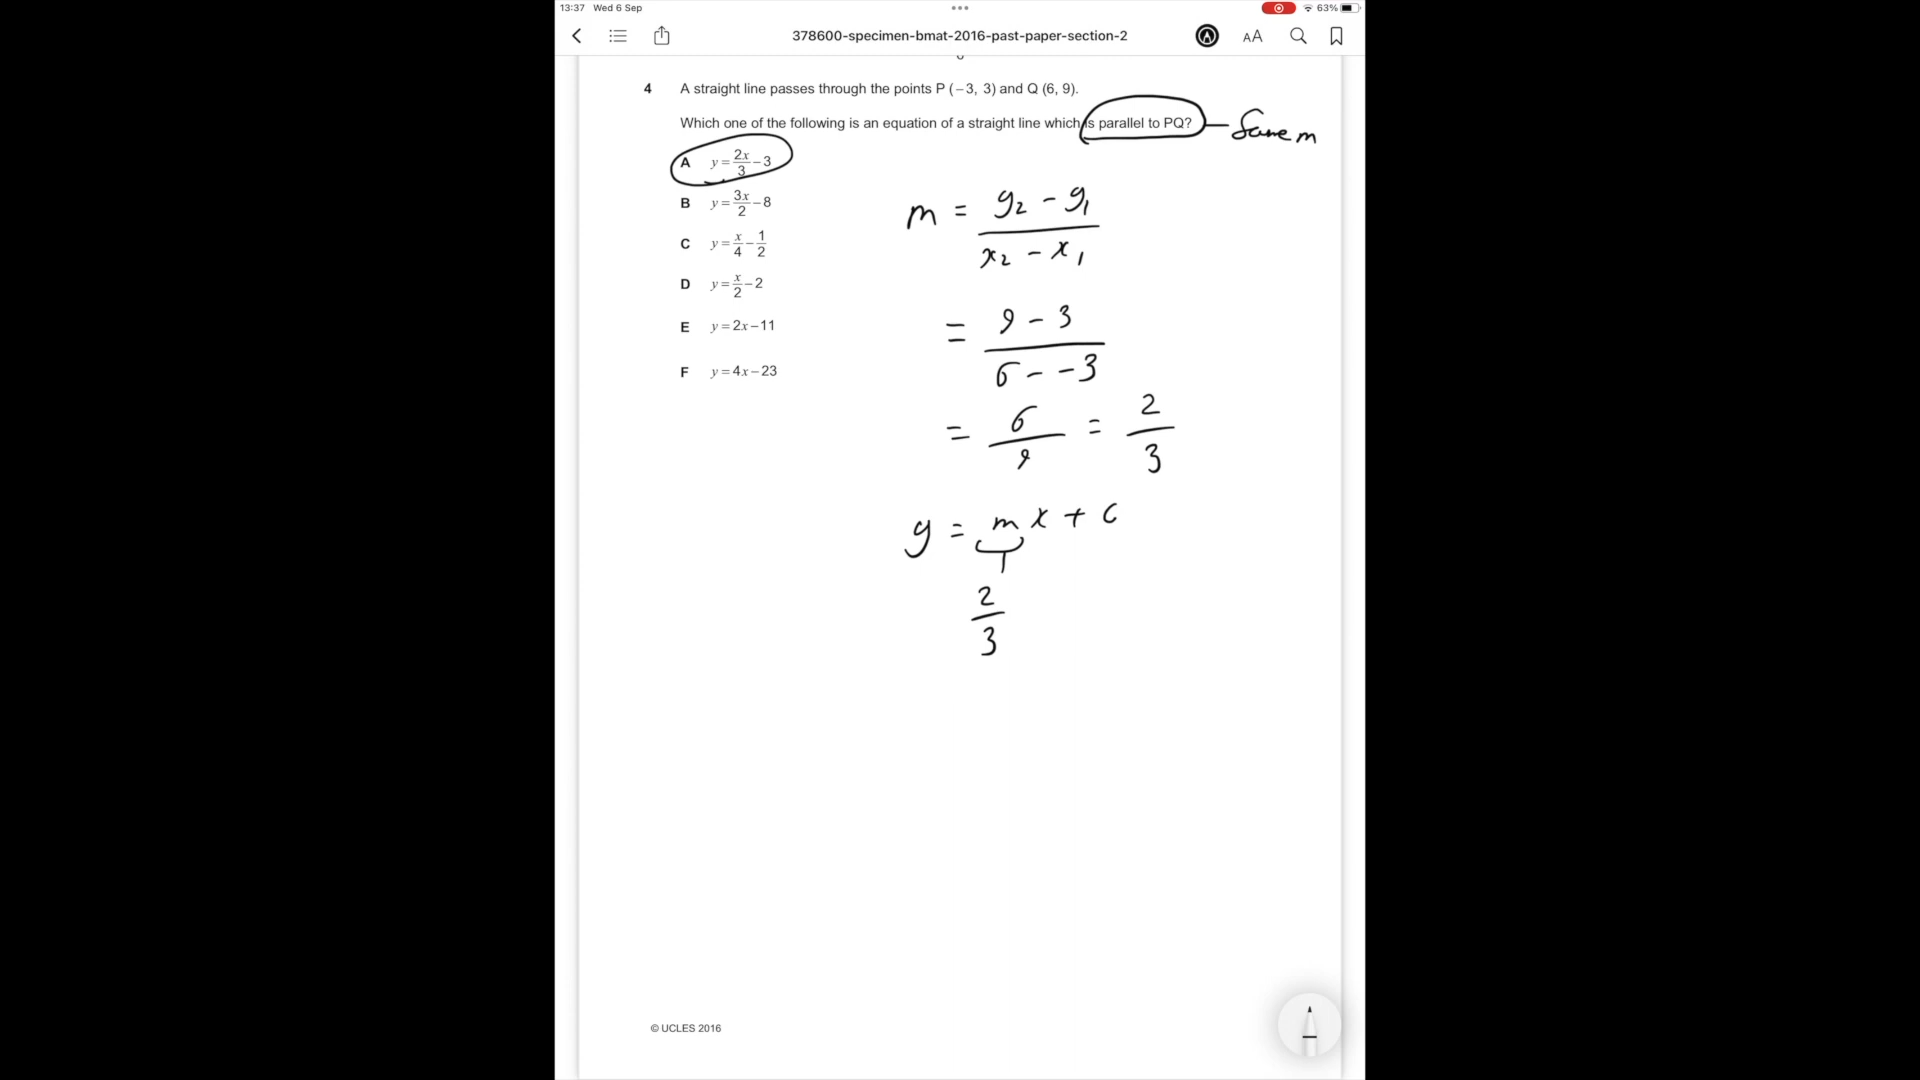 13:37 Wed 6 Sep
63%
378600-specimen-bmat-2016-past-paper-section-2
AA
4 A straight line passes through the points P (−3, 3) and Q (6, 9).
Which one of the following is an equation of a straight line which is parallel to PQ? — Same m
A y = 2x/3 − 3
B y = 3x/2 − 8
C y = x/4 − 1/2
D y = x/2 − 2
E y = 2x − 11
F y = 4x − 23
m = (y₂ − y₁)/(x₂ − x₁)
= (9 − 3)/(6 − −3)
= 6/9 = 2/3
y = mx + c
2/3
© UCLES 2016